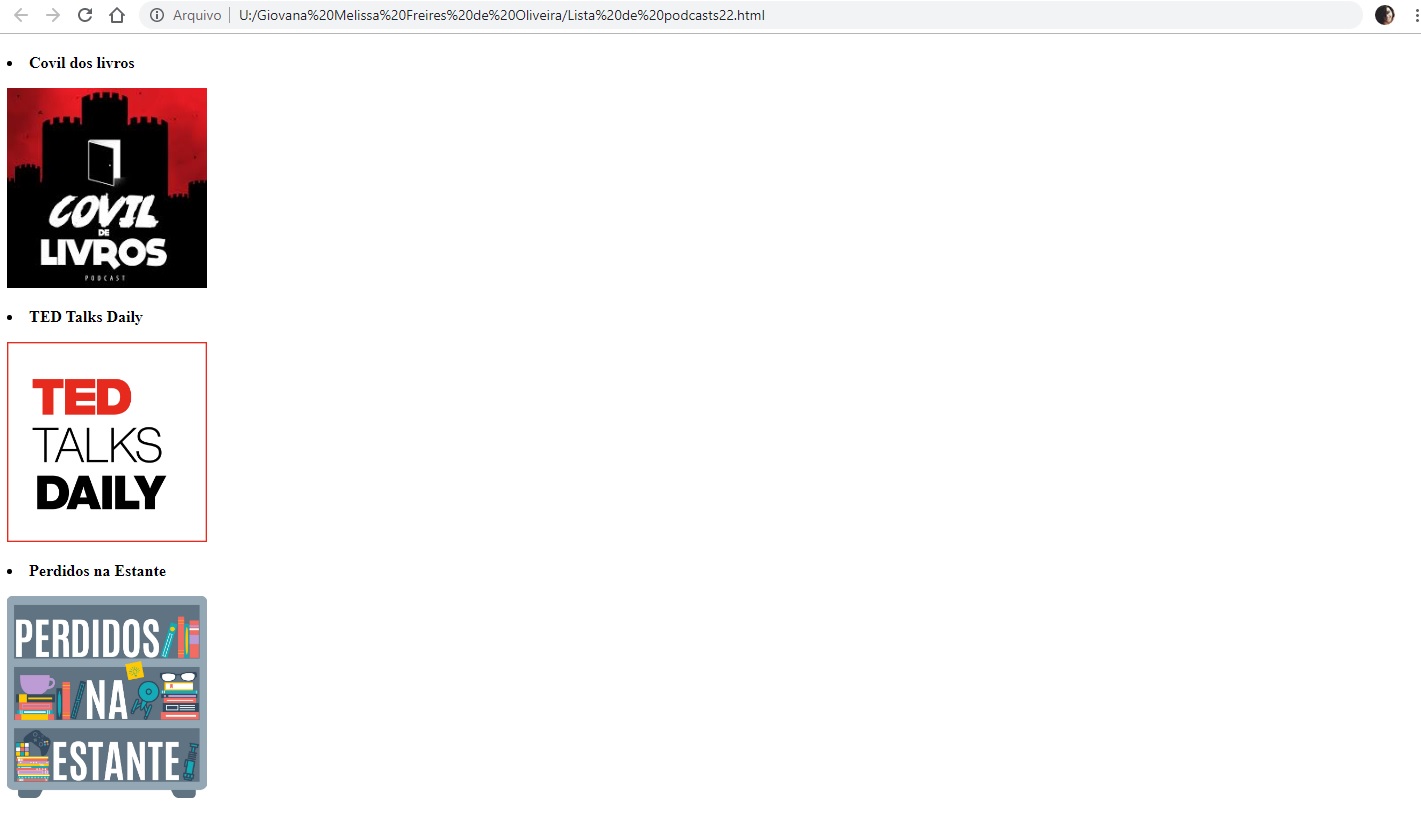 Arquivo | U:/Giovana%20Melissa%20Freires%20de%20Oliveira/Lista%20de%20podcasts22.html
• Covil dos livros
COVIL
DE
LIVROS
PODCAST
• TED Talks Daily
TED
TALKS
DAILY
• Perdidos na Estante
PERDIDOS
NA
ESTANTE